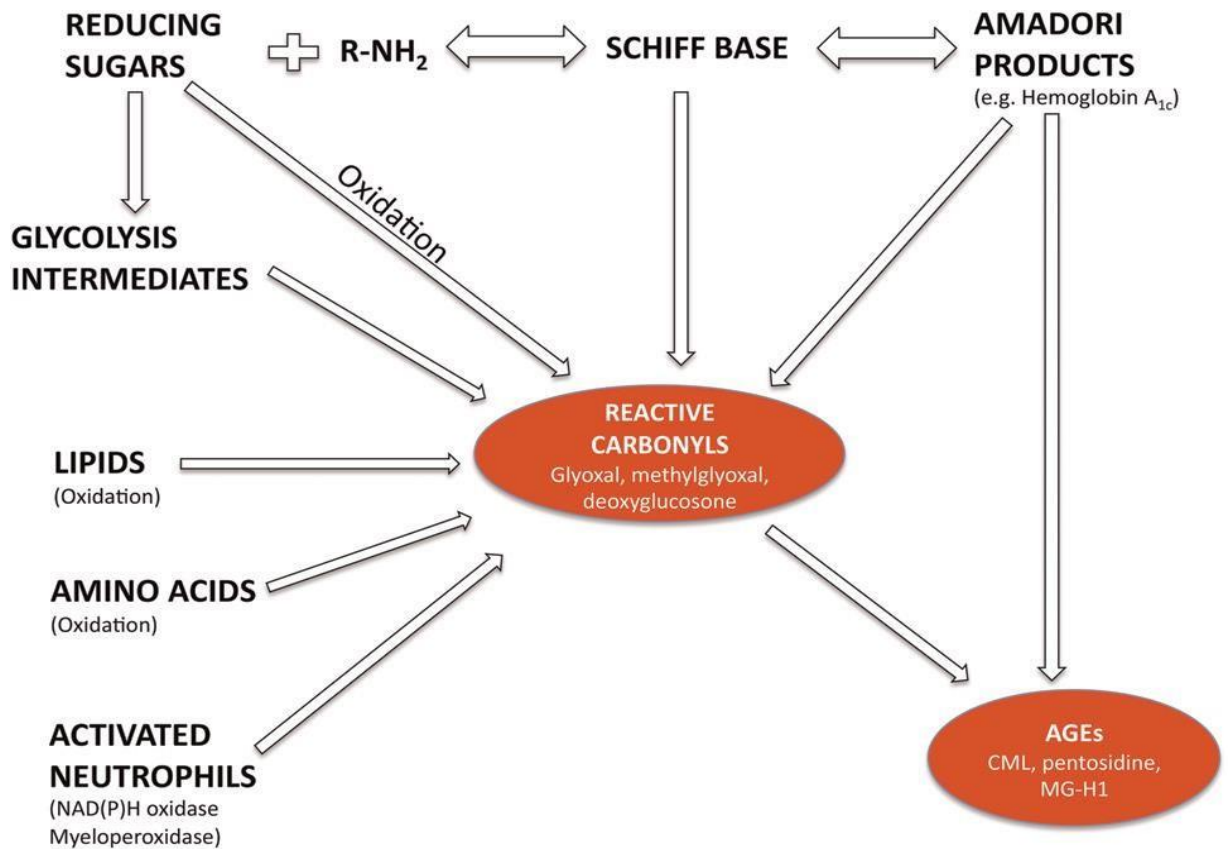 REDUCING
SUGARS
R-NH₂
SCHIFF BASE
AMADORI
PRODUCTS
(e.g. Hemoglobin A₁c)
Oxidation
GLYCOLYSIS
INTERMEDIATES
REACTIVE
CARBONYLS
Glyoxal, methylglyoxal,
deoxyglucosone
LIPIDS
(Oxidation)
AMINO ACIDS
(Oxidation)
ACTIVATED
NEUTROPHILS
(NAD(P)H oxidase
Myeloperoxidase)
AGEs
CML, pentosidine,
MG-H1